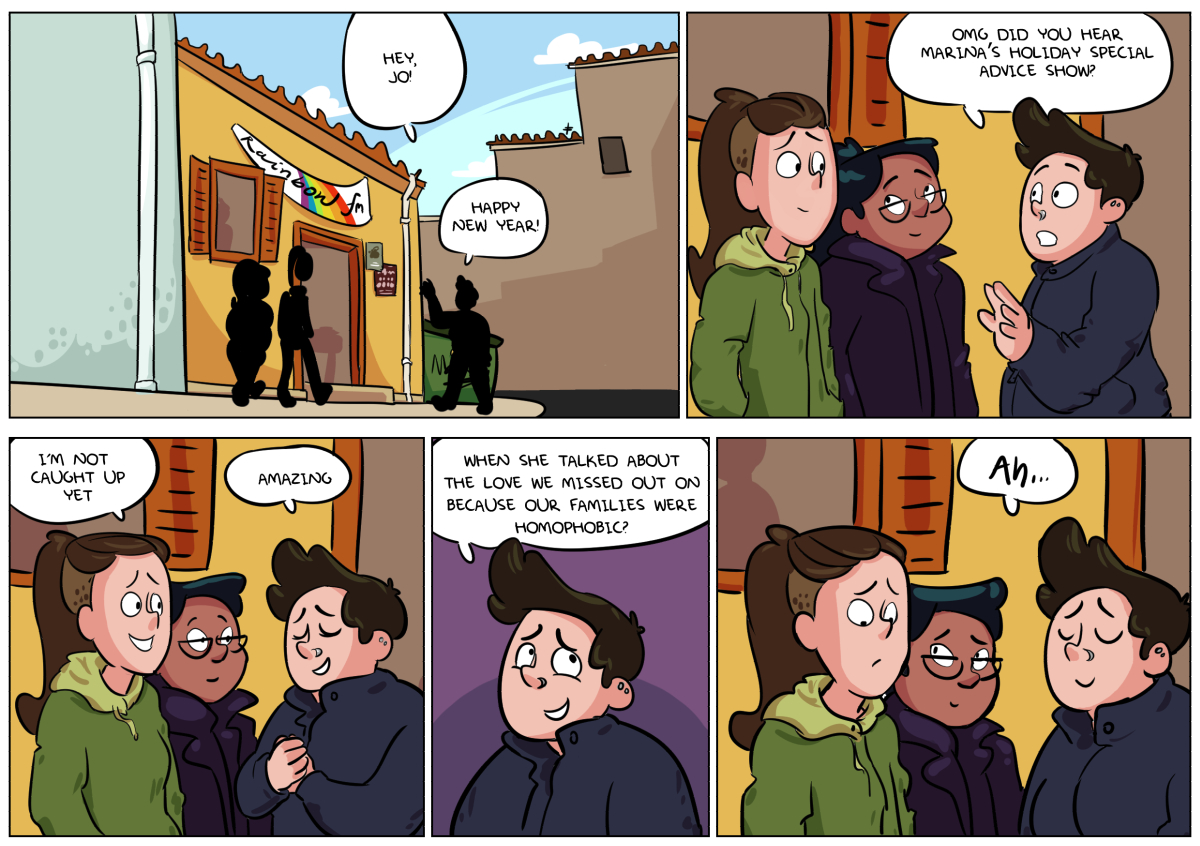 HEY,
JO!
Rainbow fm
HAPPY
NEW YEAR!
OMG DID YOU HEAR
MARINA'S HOLIDAY SPECIAL
ADVICE SHOW?
I'M NOT
CAUGHT UP
YET
AMAZING
WHEN SHE TALKED ABOUT
THE LOVE WE MISSED OUT ON
BECAUSE OUR FAMILIES WERE
HOMOPHOBIC?
Ah...